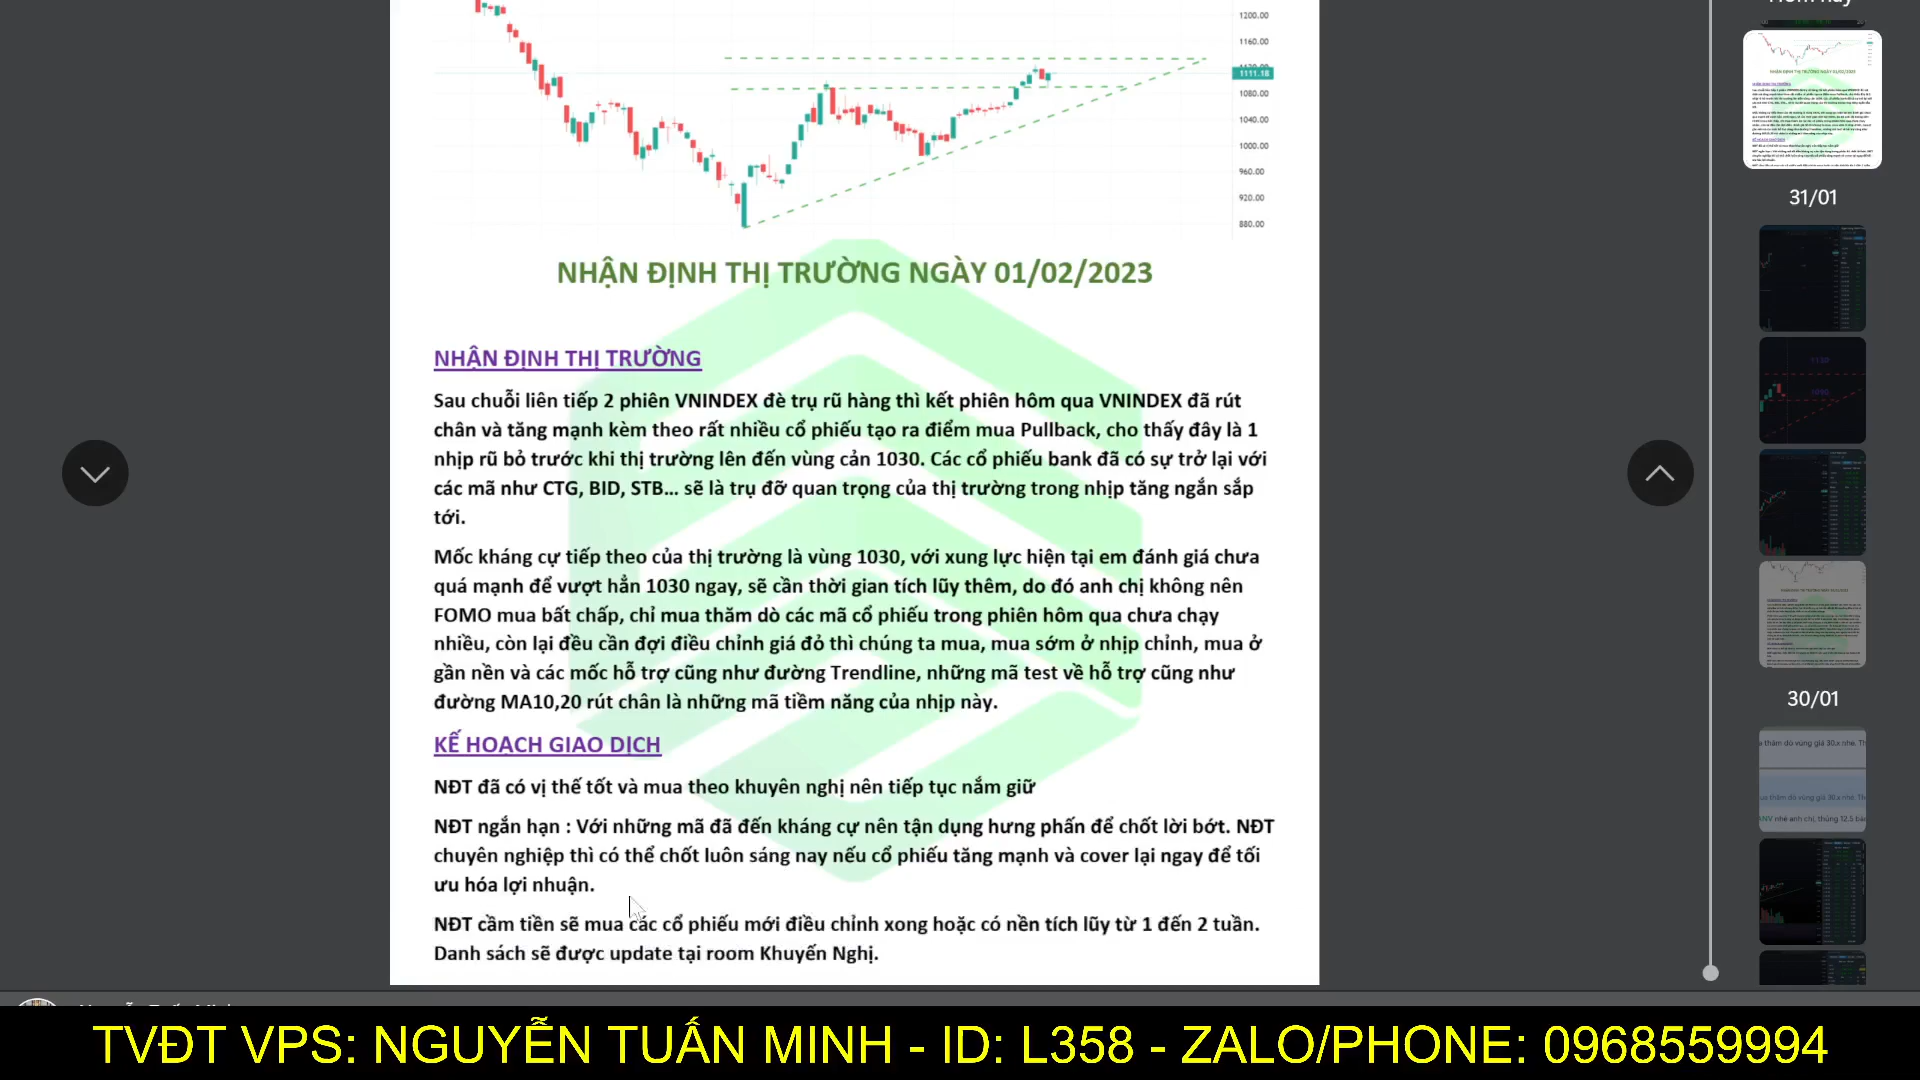 1200.00
31/01
1160.00
1111.18
1080.00
1040.00
1000.00
960.00
920.00
880.00
NHẬN ĐỊNH THỊ TRƯỜNG NGÀY 01/02/2023
NHẬN ĐỊNH THỊ TRƯỜNG
Sau chuỗi liên tiếp 2 phiên VNINDEX đè trụ rũ hàng thì kết phiên hôm qua VNINDEX đã rút
chân và tăng mạnh kèm theo rất nhiều cổ phiếu tạo ra điểm mua Pullback, cho thấy đây là 1
nhịp rũ bỏ trước khi thị trường lên đến vùng cản 1030. Các cổ phiếu bank đã có sự trở lại với
các mã như CTG, BID, STB... sẽ là trụ đỡ quan trọng của thị trường trong nhịp tăng ngắn sắp
tới.
Mốc kháng cự tiếp theo của thị trường là vùng 1030, với xung lực hiện tại em đánh giá chưa
quá mạnh để vượt hẳn 1030 ngay, sẽ cần thời gian tích lũy thêm, do đó anh chị không nên
FOMO mua bất chấp, chỉ mua thăm dò các mã cổ phiếu trong phiên hôm qua chưa chạy
nhiều, còn lại đều cần đợi điều chỉnh giá đỏ thì chúng ta mua, mua sớm ở nhịp chỉnh, mua ở
gần nền và các mốc hỗ trợ cũng như đường Trendline, những mã test về hỗ trợ cũng như
đường MA10,20 rút chân là những mã tiềm năng của nhịp này.
KẾ HOẠCH GIAO DỊCH
NĐT đã có vị thế tốt và mua theo khuyên nghị nên tiếp tục nắm giữ
NĐT ngắn hạn : Với những mã đã đến kháng cự nên tận dụng hưng phấn để chốt lời bớt. NĐT
chuyên nghiệp thì có thể chốt luôn sáng nay nếu cổ phiếu tăng mạnh và cover lại ngay để tối
ưu hóa lợi nhuận.
NĐT cầm tiền sẽ mua các cổ phiếu mới điều chỉnh xong hoặc có nền tích lũy từ 1 đến 2 tuần.
Danh sách sẽ được update tại room Khuyến Nghị.
30/01
a thăm dò vùng giá 30.x nhé. Th
TVĐT VPS: NGUYỄN TUẤN MINH - ID: L358 - ZALO/PHONE: 0968559994